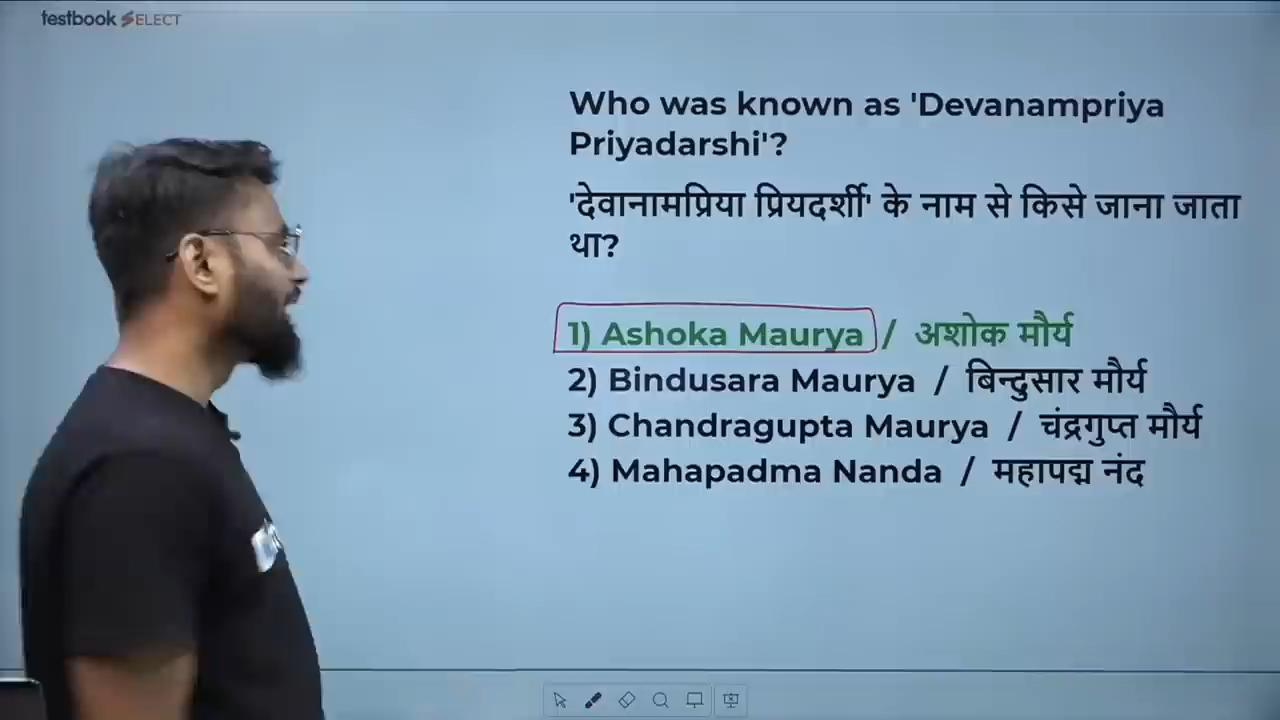 testbook SELECT
Who was known as 'Devanampriya
Priyadarshi'?
'देवानामप्रिया प्रियदर्शी' के नाम से किसे जाना जाता
था?
1) Ashoka Maurya / अशोक मौर्य
2) Bindusara Maurya / बिन्दुसार मौर्य
3) Chandragupta Maurya / चंद्रगुप्त मौर्य
4) Mahapadma Nanda / महापद्म नंद